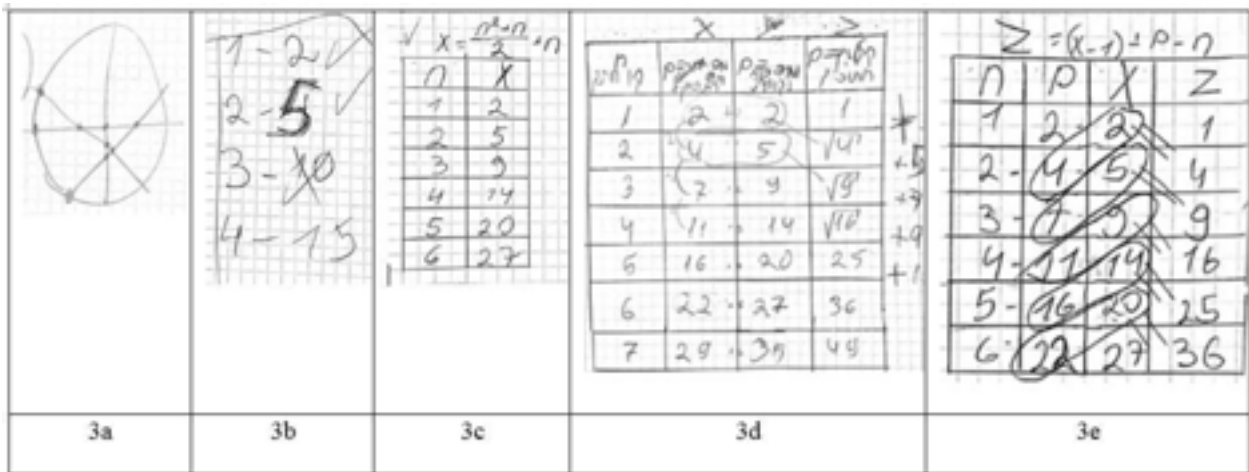 1 - 2 √
2 - 5 √
3 - 10
4 - 15
√ x = n²+n/2 + n
n x
1 2
2 5
3 9
4 14
5 20
6 27
X Z
1 2 2 1
2 4 5 √4
3 7 9 √9
4 11 14 √16
5 16 20 25
6 22 27 36
7 29 35 49
+9
Z = (x-1) + P - n
n P X Z
1 2 - 2 1
2 - 4 - 5 4
3 - 7 9 9
4 - 11 14 16
5 - 16 20 25
6 22 27 36
3a 3b 3c 3d 3e